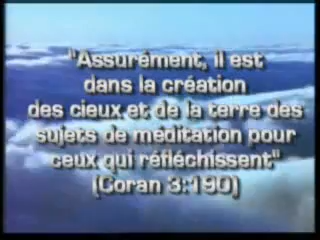 "Assurément, il est
dans la création
des cieux et de la terre des
sujets de meditation pour
ceux qui réfléchissent"
(Coran 3:190)